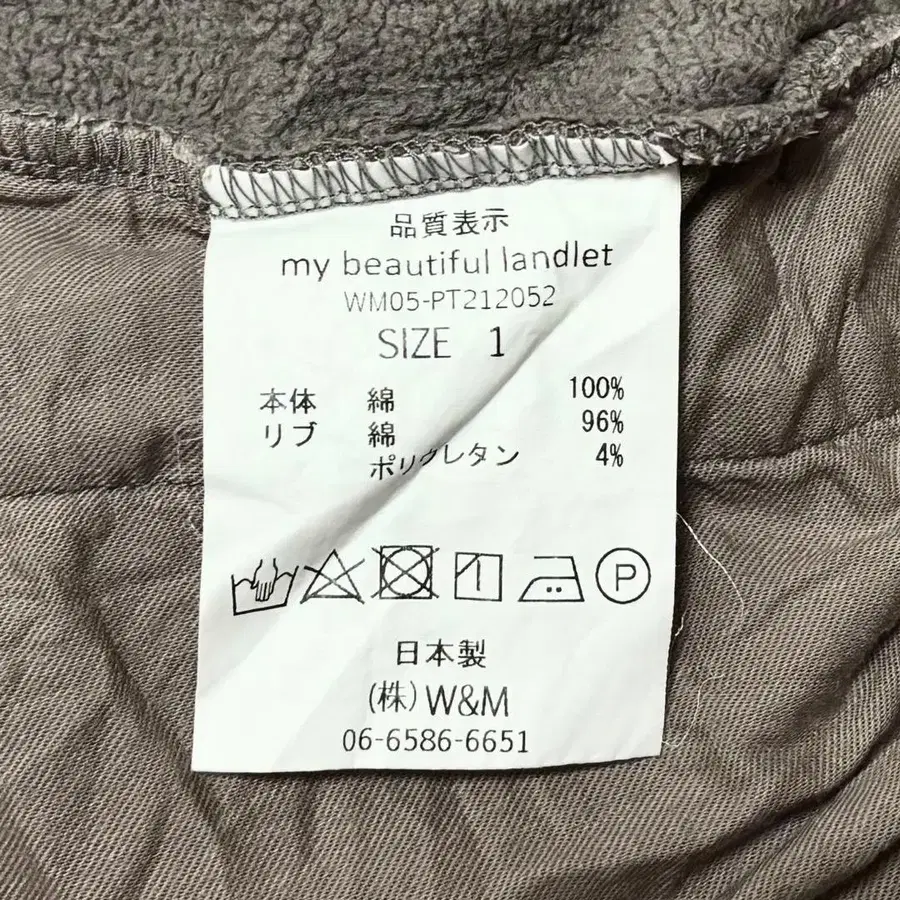 品質表示
my beautiful landlet
WM05-PT212052
SIZE 1
本体 綿 100%
リブ 綿 96%
ポリウレタン 4%
P
日本製
(株) W&M
06-6586-6651